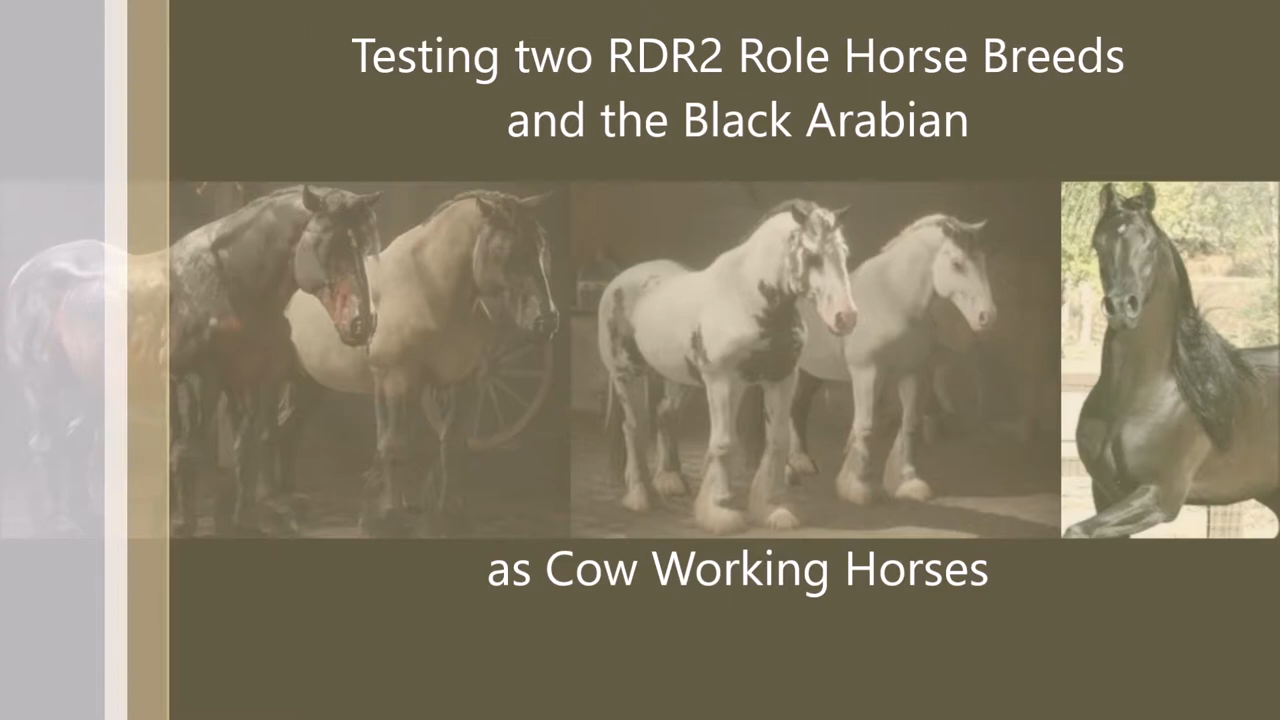 Testing two RDR2 Role Horse Breeds
and the Black Arabian
as Cow Working Horses